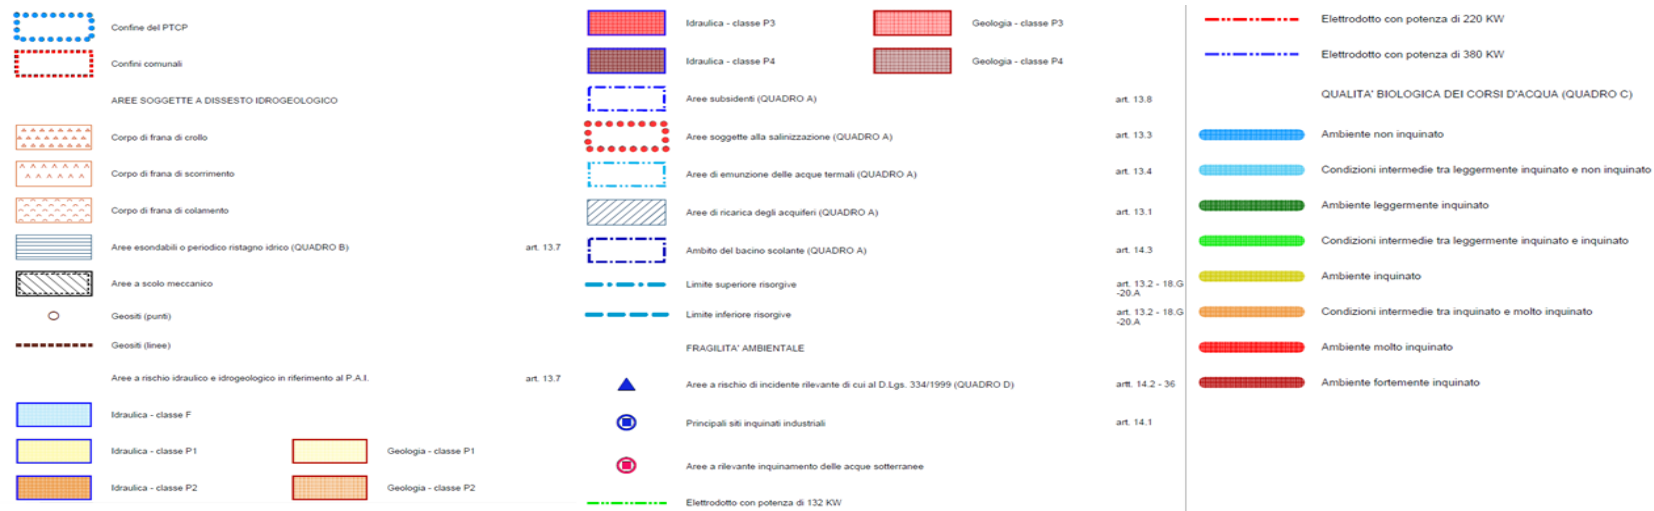 Confine del PTCP
Confini comunali
AREE SOGGETTE A DISSESTO IDROGEOLOGICO
Corpo di frana di crollo
Corpo di frana di scorrimento
Corpo di frana di colamento
Aree esondabili o periodico ristagno idrico (QUADRO B) art. 13.7
Aree a scolo meccanico
Geositi (punti)
Geositi (linee)
Aree a rischio idraulico e idrogeologico in riferimento al P.A.I. art. 13.7
Idraulica - classe F
Idraulica - classe P1 Geologia - classe P1
Idraulica - classe P2 Geologia - classe P2
Idraulica - classe P3 Geologia - classe P3
Idraulica - classe P4 Geologia - classe P4
Aree subsidenti (QUADRO A) art. 13.8
Aree soggette alla salinizzazione (QUADRO A) art. 13.3
Aree di emunzione delle acque termali (QUADRO A) art. 13.4
Aree di ricarica degli acquiferi (QUADRO A) art. 13.1
Ambito del bacino scolante (QUADRO A) art. 14.3
Limite superiore risorgive art. 13.2 - 18.G
-20.A
Limite inferiore risorgive art. 13.2 - 18.G
-20.A
FRAGILITA' AMBIENTALE
Aree a rischio di incidente rilevante di cui al D.Lgs. 334/1999 (QUADRO D) artt. 14.2 - 36
Principali siti inquinati industriali art. 14.1
Aree a rilevante inquinamento delle acque sotterranee
Elettrodotto con potenza di 132 KW
Elettrodotto con potenza di 220 KW
Elettrodotto con potenza di 380 KW
QUALITA' BIOLOGICA DEI CORSI D'ACQUA (QUADRO C)
Ambiente non inquinato
Condizioni intermedie tra leggermente inquinato e non inquinato
Ambiente leggermente inquinato
Condizioni intermedie tra leggermente inquinato e inquinato
Ambiente inquinato
Condizioni intermedie tra inquinato e molto inquinato
Ambiente molto inquinato
Ambiente fortemente inquinato